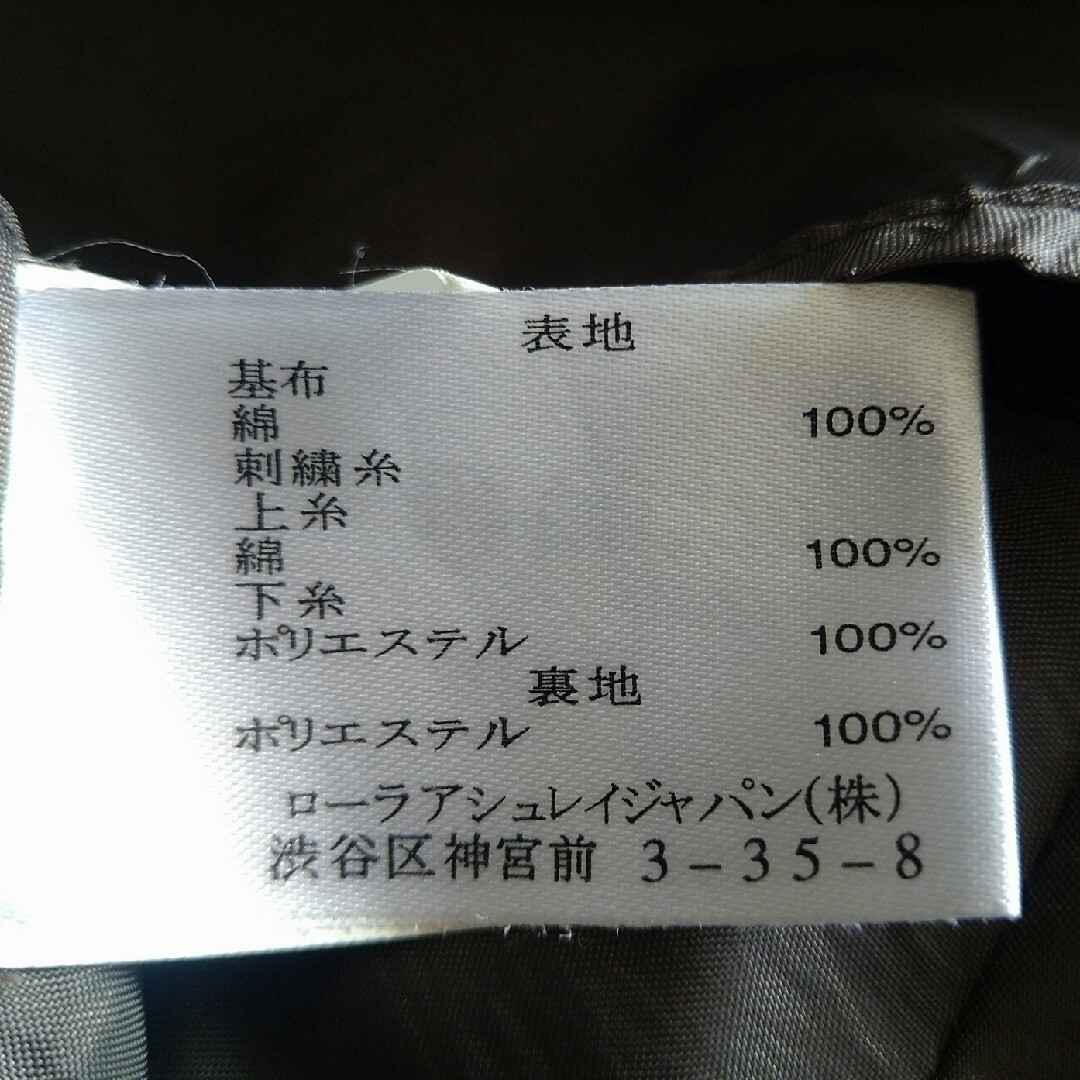 表地
基布
綿 100%
刺繍糸
上糸
綿 100%
下糸
ポリエステル 100%
裏地
ポリエステル 100%
ローラアシュレイジャパン(株)
渋谷区神宮前 3-35-8